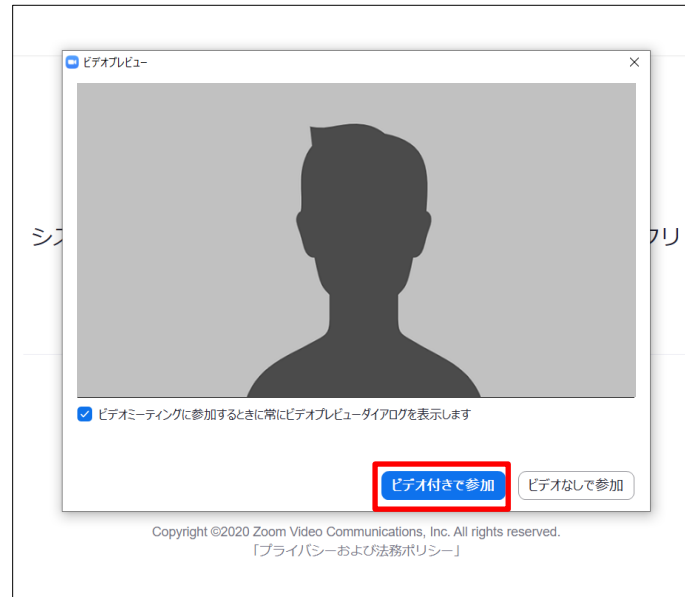 ビデオプレビュー
シス
クリ
ビデオミーティングに参加するときに常にビデオプレビューダイアログを表示します
ビデオ付きで参加
ビデオなしで参加
Copyright ©2020 Zoom Video Communications, Inc. All rights reserved.
「プライバシーおよび法務ポリシー」